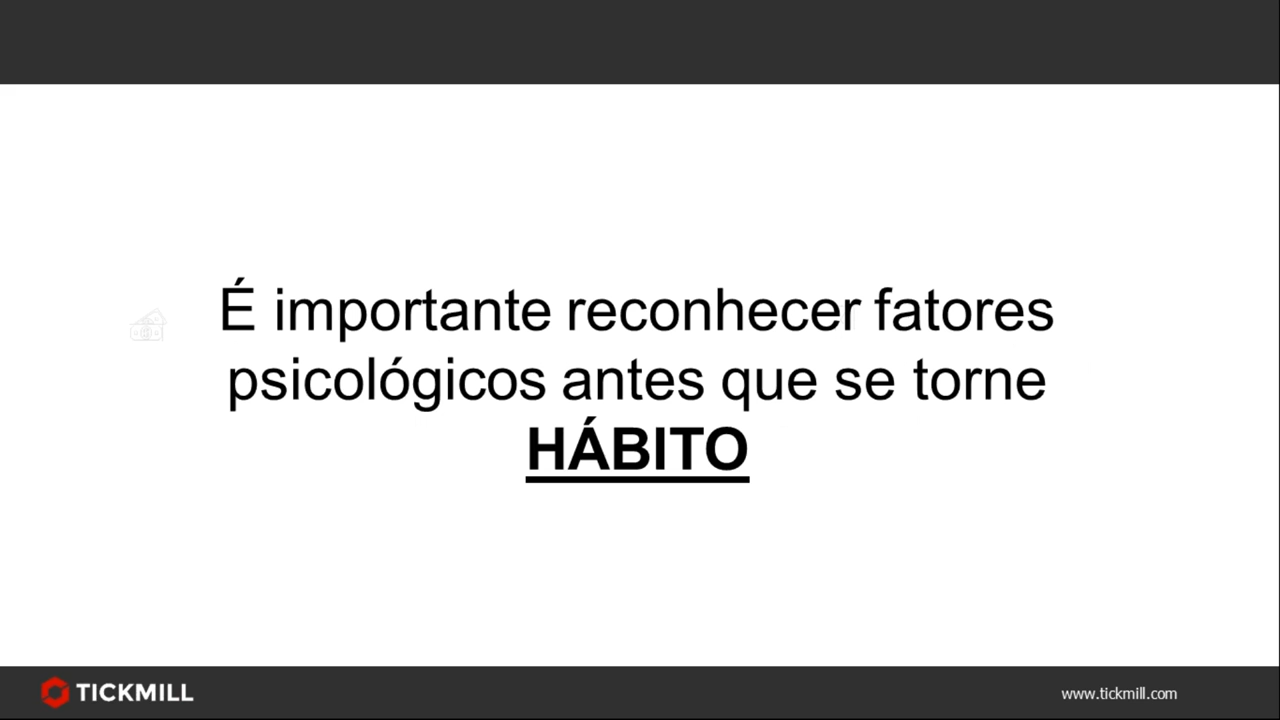 É importante reconhecer fatores
psicológicos antes que se torne
HÁBITO
TICKMILL
www.tickmill.com